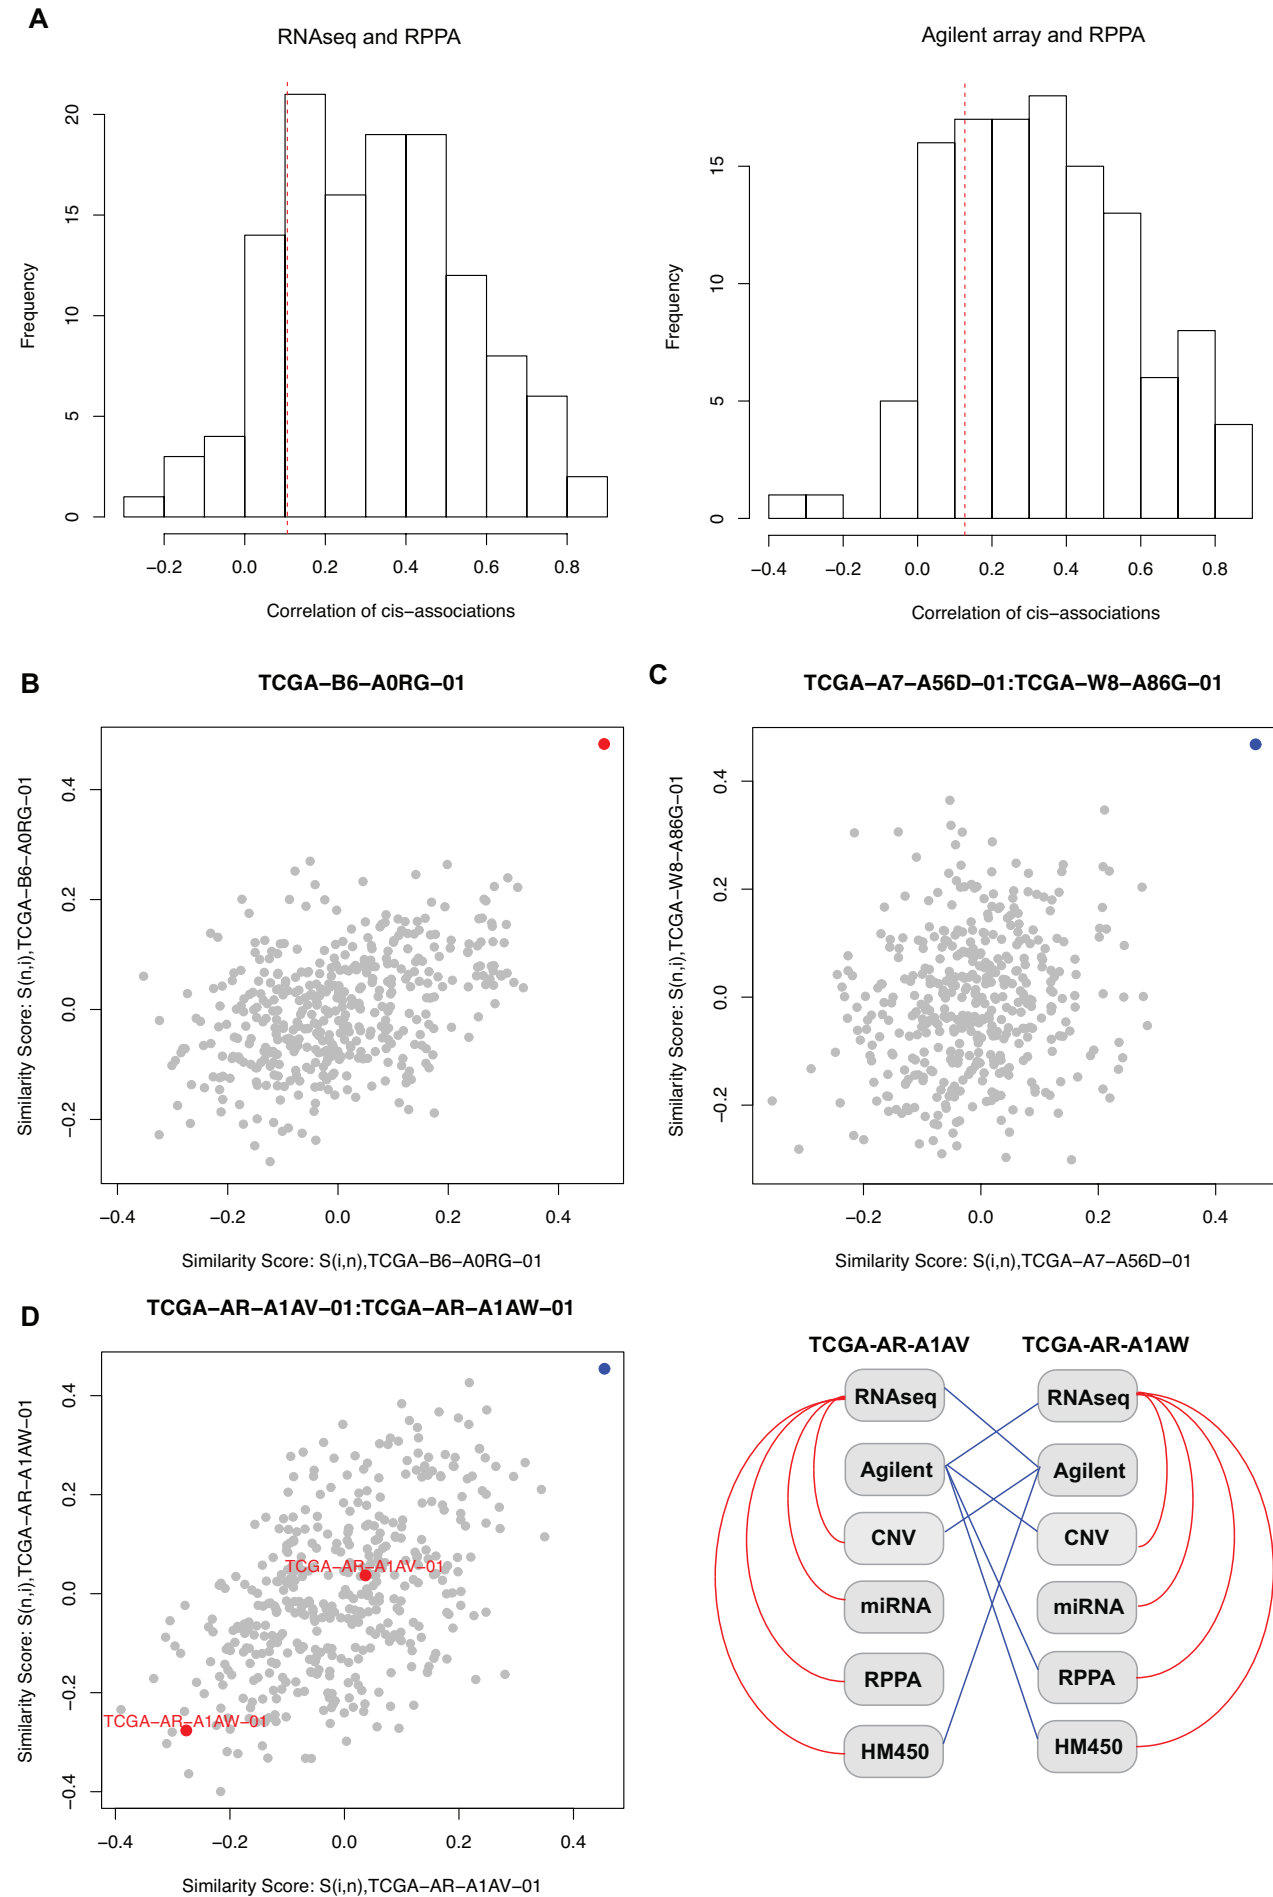 A
RNAseq and RPPA
Agilent array and RPPA
Frequency
0
5
10
15
20
−0.2 0.0 0.2 0.4 0.6 0.8
Correlation of cis−associations
Frequency
0
5
10
15
−0.4 −0.2 0.0 0.2 0.4 0.6 0.8
Correlation of cis−associations
B
TCGA−B6−A0RG−01
Similarity Score: S(n,i),TCGA−B6−A0RG−01
−0.2 0.0 0.2 0.4
−0.4 −0.2 0.0 0.2 0.4
Similarity Score: S(i,n),TCGA−B6−A0RG−01
C
TCGA−A7−A56D−01:TCGA−W8−A86G−01
Similarity Score: S(n,i),TCGA−W8−A86G−01
−0.2 0.0 0.2 0.4
−0.2 0.0 0.2 0.4
Similarity Score: S(i,n),TCGA−A7−A56D−01
D
TCGA−AR−A1AV−01:TCGA−AR−A1AW−01
Similarity Score: S(n,i),TCGA−AR−A1AW−01
−0.4 −0.2 0.0 0.2 0.4
TCGA−AR−A1AV−01
TCGA−AR−A1AW−01
−0.4 −0.2 0.0 0.2 0.4
Similarity Score: S(i,n),TCGA−AR−A1AV−01
TCGA-AR-A1AV TCGA-AR-A1AW
RNAseq RNAseq
Agilent Agilent
CNV CNV
miRNA miRNA
RPPA RPPA
HM450 HM450